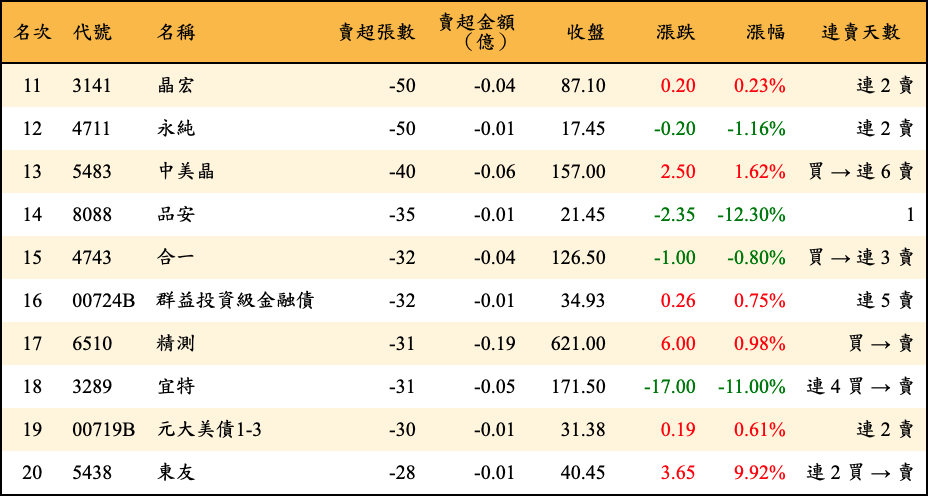 名次 代號 名稱 賣超張數 賣超金額（億） 收盤 漲跌 漲幅 連賣天數
11 3141 晶宏 -50 -0.04 87.10 0.20 0.23% 連 2 賣
12 4711 永純 -50 -0.01 17.45 -0.20 -1.16% 連 2 賣
13 5483 中美晶 -40 -0.06 157.00 2.50 1.62% 買 → 連 6 賣
14 8088 品安 -35 -0.01 21.45 -2.35 -12.30% 1
15 4743 合一 -32 -0.04 126.50 -1.00 -0.80% 買 → 連 3 賣
16 00724B 群益投資級金融債 -32 -0.01 34.93 0.26 0.75% 連 5 賣
17 6510 精測 -31 -0.19 621.00 6.00 0.98% 買 → 賣
18 3289 宜特 -31 -0.05 171.50 -17.00 -11.00% 連 4 買 → 賣
19 00719B 元大美債1-3 -30 -0.01 31.38 0.19 0.61% 連 2 賣
20 5438 東友 -28 -0.01 40.45 3.65 9.92% 連 2 買 → 賣